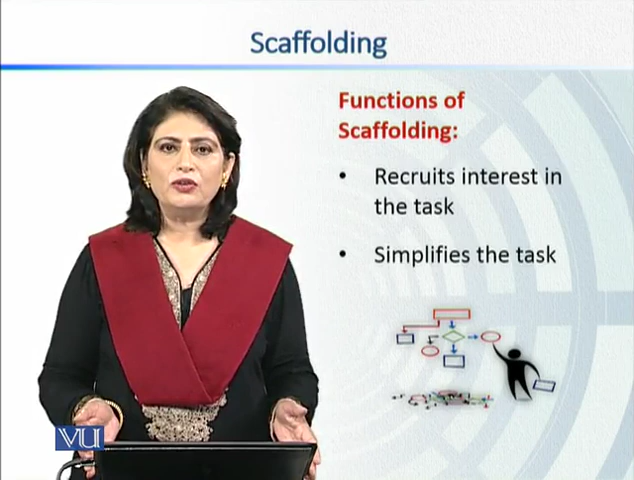 Scaffolding
Functions of
Scaffolding:
• Recruits interest in
the task
• Simplifies the task
VU